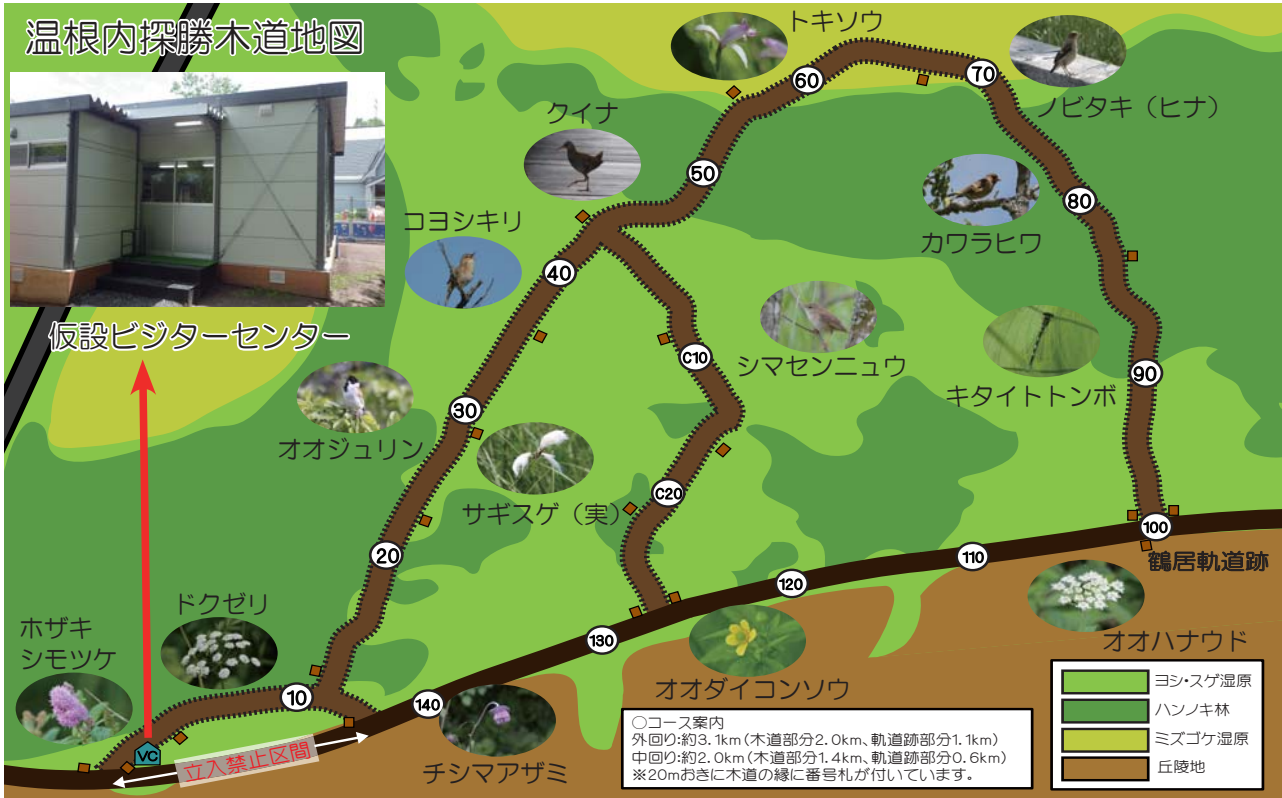 温根内探勝木道地図
トキソウ
60
70
ノビタキ（ヒナ）
クイナ
50
コヨシキリ
カワラヒワ
80
40
仮設ビジターセンター
C10
シマセンニュウ
キタイトトンボ
90
30
オオジュリン
サギスゲ（実）
C20
20
100
鶴居軌道跡
110
120
ドクゼリ
ホザキ
シモツケ
130
オオハナウド
オオダイコンソウ
10
140
チシマアザミ
VC
立入禁止区間
○コース案内
外回り:約3.1km(木道部分2.0km、軌道跡部分1.1km)
中回り:約2.0km(木道部分1.4km、軌道跡部分0.6km)
※20mおきに木道の縁に番号札が付いています。
ヨシ・スゲ湿原
ハンノキ林
ミズゴケ湿原
丘陵地